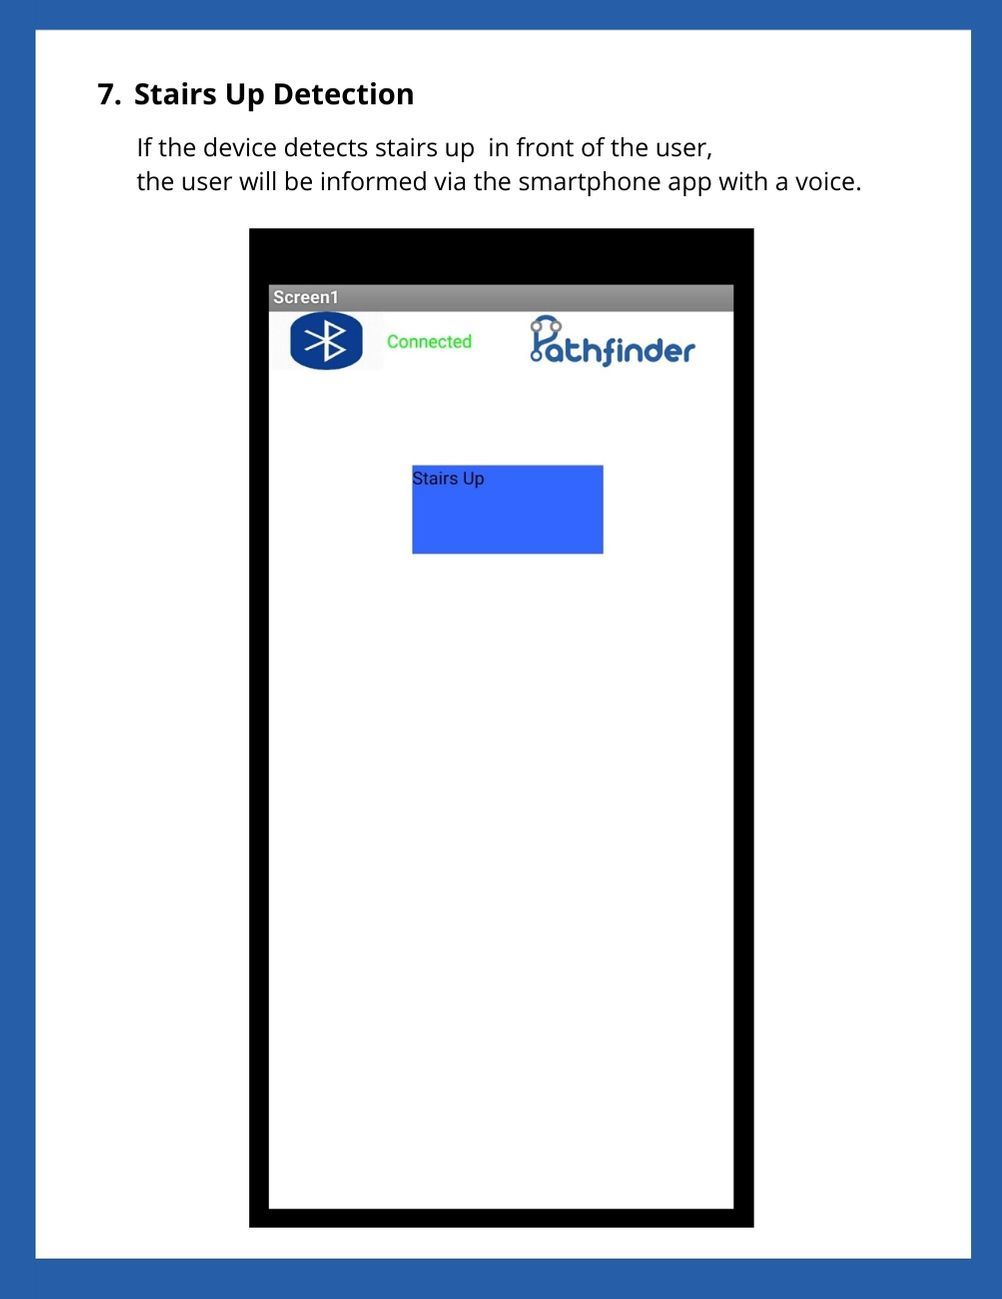 7. Stairs Up Detection
If the device detects stairs up  in front of the user,
the user will be informed via the smartphone app with a voice.
Screen1
Connected
Pathfinder
Stairs Up